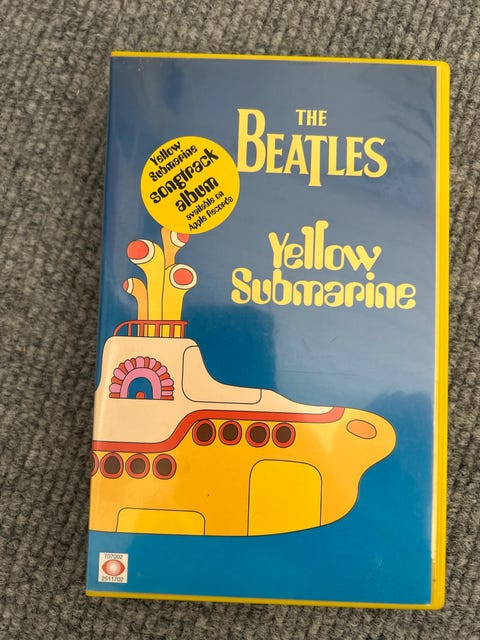 THE
BEATLES
Yellow
Submarine
songtrack
album
available on
Apple Records
Yellow
Submarine
707002
2511702